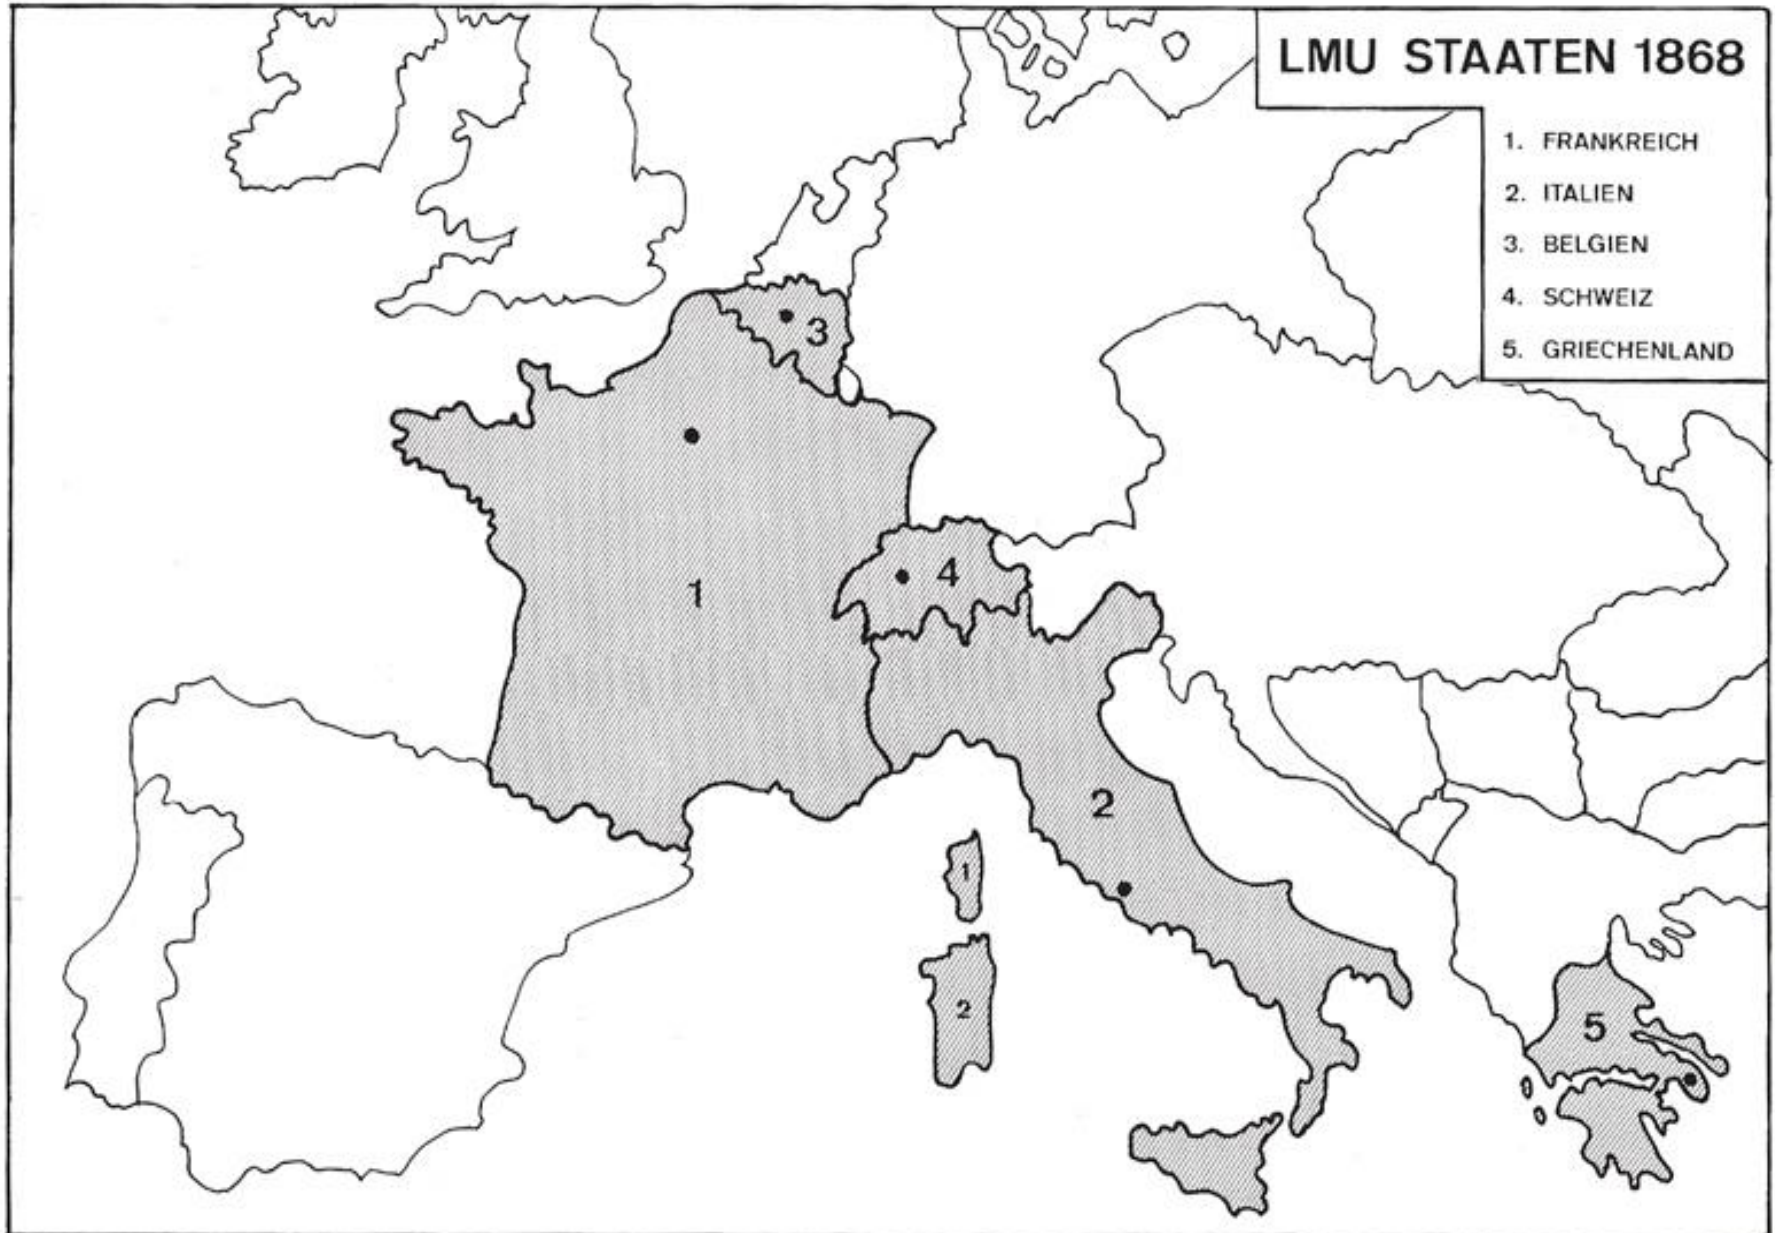 LMU STAATEN 1868
1. FRANKREICH
2. ITALIEN
3. BELGIEN
4. SCHWEIZ
5. GRIECHENLAND
3
4
1
2
1
2
5